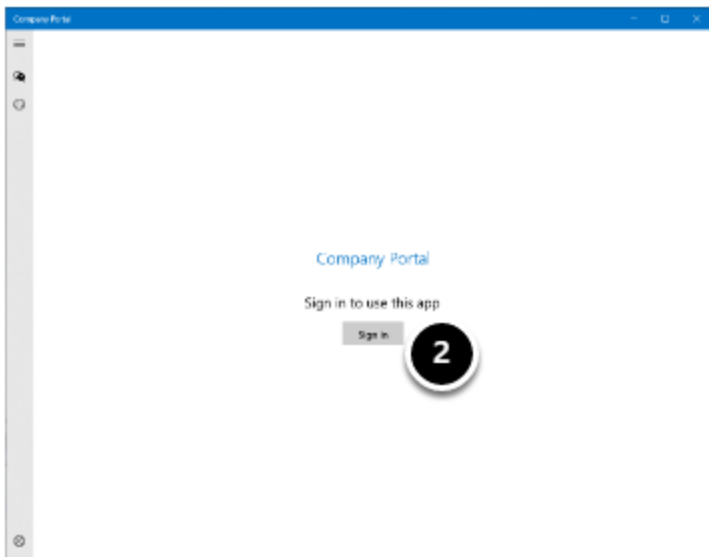 Company Portal
Company Portal
Sign in to use this app
Sign in
2